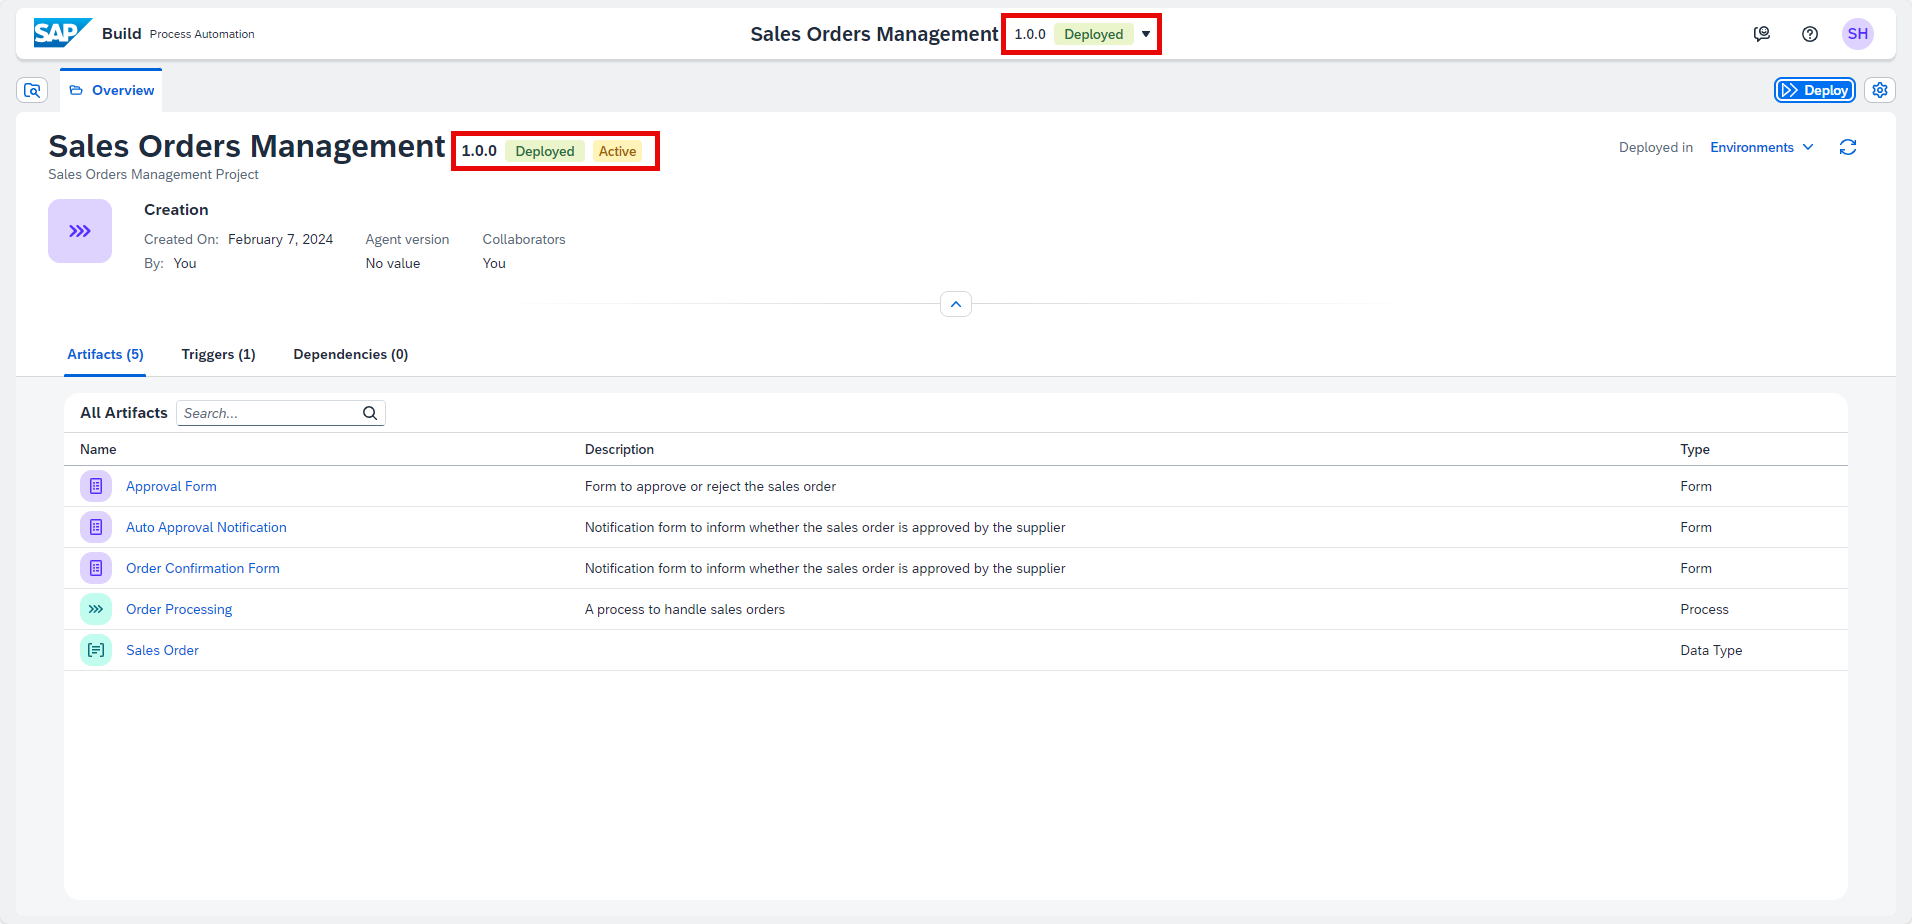 SAP Build Process Automation
Sales Orders Management 1.0.0 Deployed
SH
Overview
Deploy
Sales Orders Management 1.0.0 Deployed Active
Deployed in Environments
Sales Orders Management Project
Creation
Created On: February 7, 2024 Agent version Collaborators
By: You No value You
Artifacts (5) Triggers (1) Dependencies (0)
All Artifacts Search...
Name Description Type
Approval Form Form to approve or reject the sales order Form
Auto Approval Notification Notification form to inform whether the sales order is approved by the supplier Form
Order Confirmation Form Notification form to inform whether the sales order is approved by the supplier Form
Order Processing A process to handle sales orders Process
Sales Order Data Type